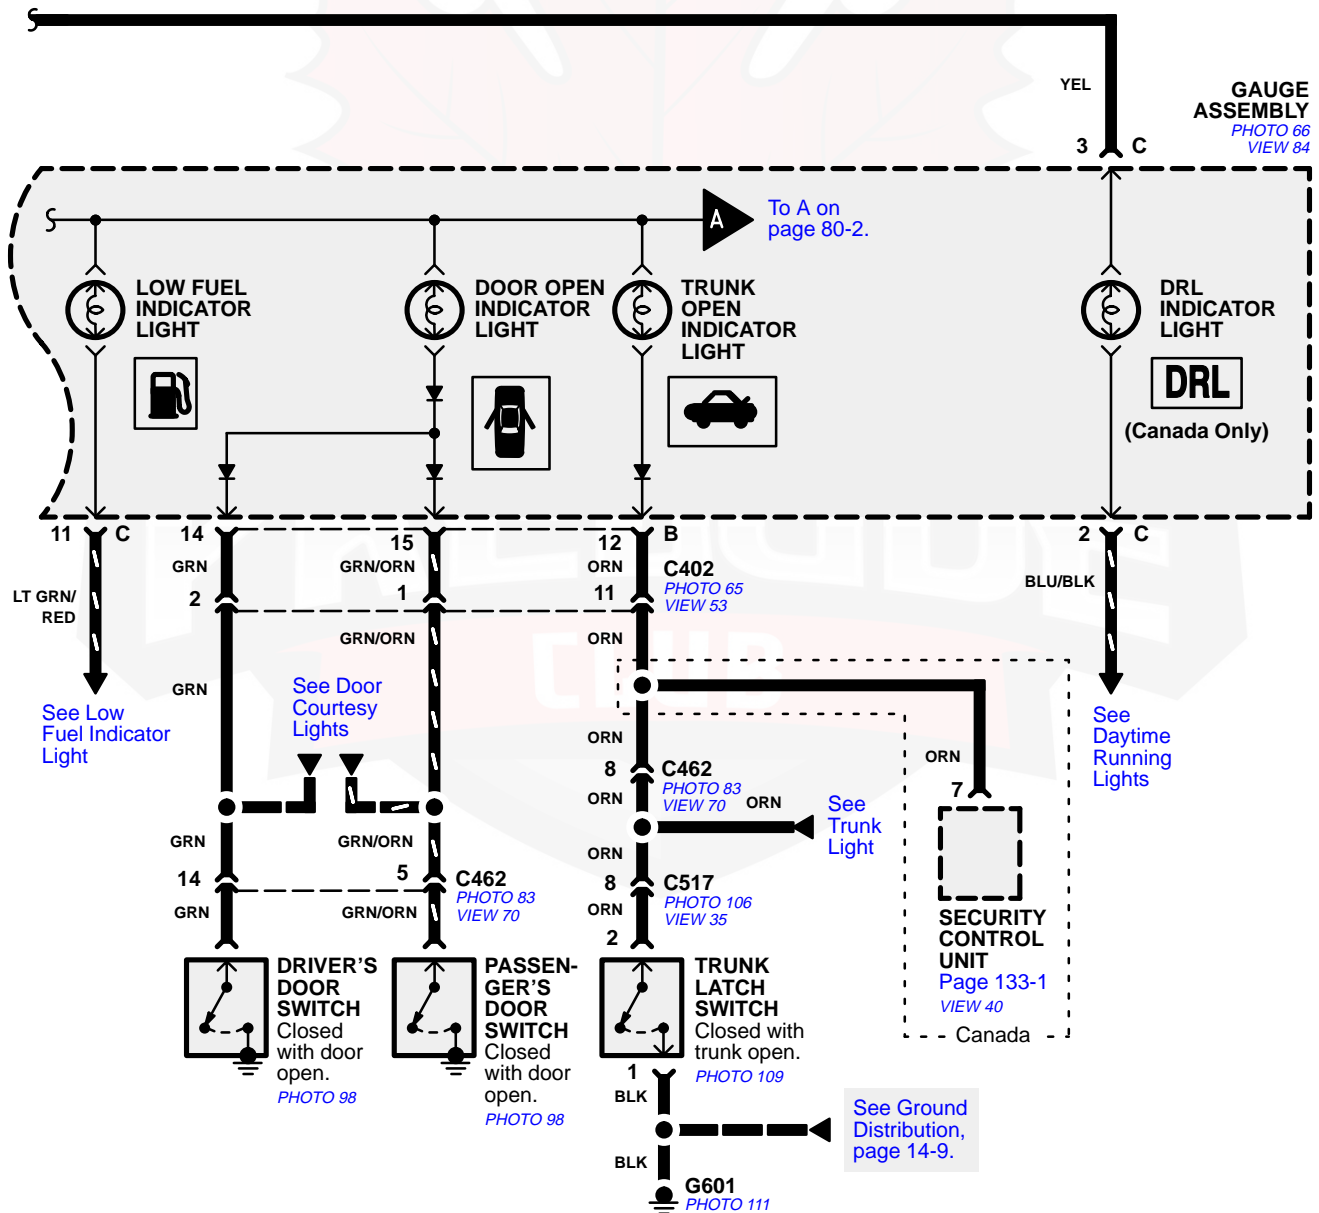 YEL
GAUGE
ASSEMBLY
PHOTO 66
VIEW 84
3 C
A
To A on
page 80-2.
LOW FUEL
INDICATOR
LIGHT
DOOR OPEN
INDICATOR
LIGHT
TRUNK
OPEN
INDICATOR
LIGHT
DRL
INDICATOR
LIGHT
DRL
(Canada Only)
11 C
14
15
12 B
2 C
GRN
GRN/ORN
ORN
C402
PHOTO 65
VIEW 53
BLU/BLK
LT GRN/
RED
2
1
11
GRN/ORN
ORN
CLUB
GRN
See Door
Courtesy
Lights
See Low
Fuel Indicator
Light
See
Daytime
Running
Lights
ORN
ORN
8 C462
PHOTO 83
VIEW 70
7
ORN
ORN
See
Trunk
Light
GRN
GRN/ORN
ORN
14
5 C462
PHOTO 83
VIEW 70
8 C517
PHOTO 106
VIEW 35
GRN
GRN/ORN
ORN
2
SECURITY
CONTROL
UNIT
Page 133-1
VIEW 40
Canada
DRIVER'S
DOOR
SWITCH
Closed
with door
open.
PHOTO 98
PASSEN-
GER'S
DOOR
SWITCH
Closed
with door
open.
PHOTO 98
TRUNK
LATCH
SWITCH
Closed with
trunk open.
PHOTO 109
1
BLK
See Ground
Distribution,
page 14-9.
BLK
G601
PHOTO 111